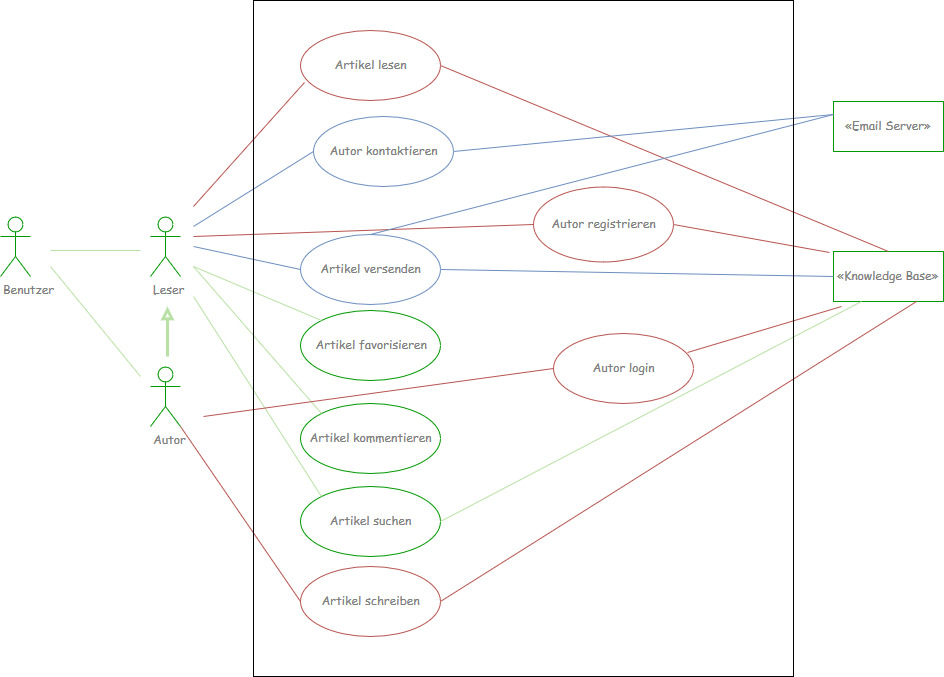 Artikel lesen
«Email Server»
Autor kontaktieren
Autor registrieren
Artikel versenden
«Knowledge Base»
Benutzer
Leser
Artikel favorisieren
Autor login
Autor
Artikel kommentieren
Artikel suchen
Artikel schreiben